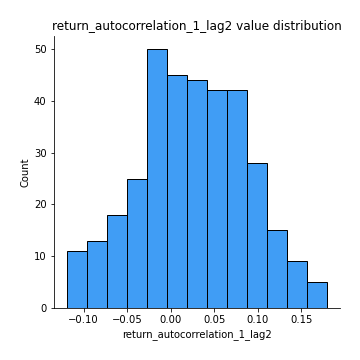 return_autocorrelation_1_lag2 value distribution
50
40
30
20
10
0
Count
−0.10 −0.05 0.00 0.05 0.10 0.15
return_autocorrelation_1_lag2